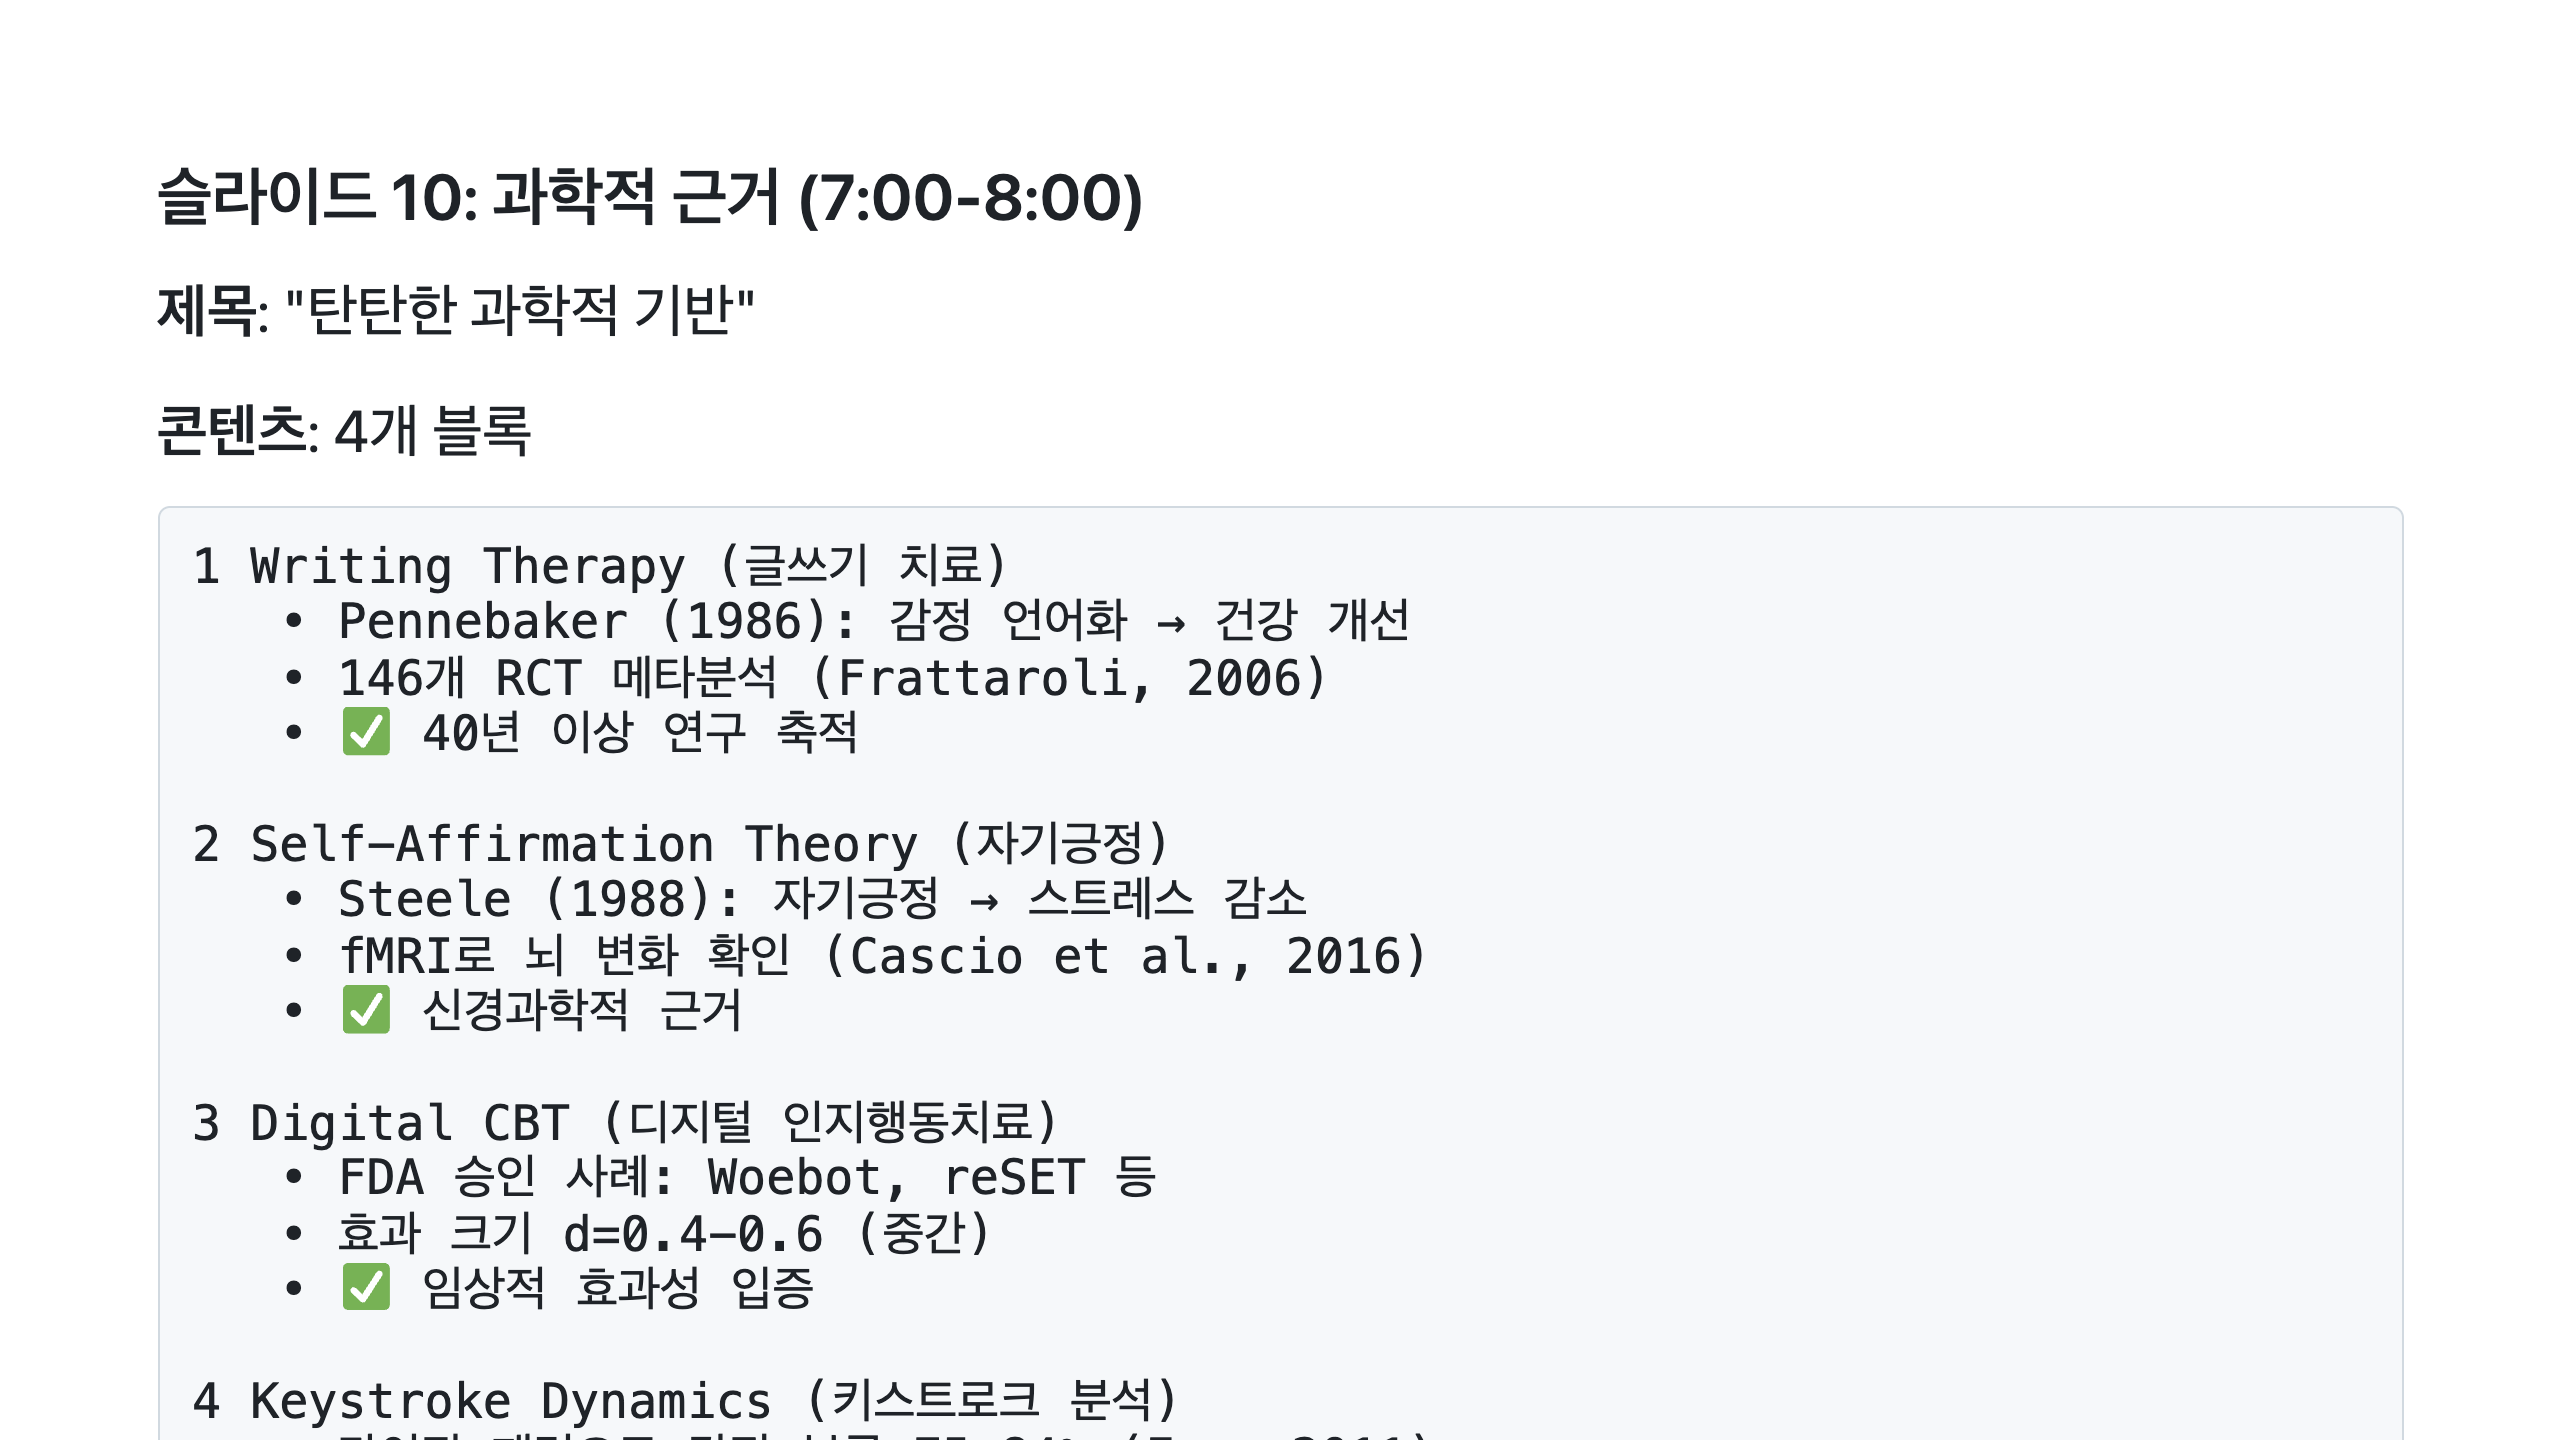 슬라이드 10: 과학적 근거 (7:00-8:00)
제목: "탄탄한 과학적 기반"
콘텐츠: 4개 블록
1 Writing Therapy (글쓰기 치료)
• Pennebaker (1986): 감정 언어화 → 건강 개선
• 146개 RCT 메타분석 (Frattaroli, 2006)
• ✅ 40년 이상 연구 축적
2 Self-Affirmation Theory (자기긍정)
• Steele (1988): 자기긍정 → 스트레스 감소
• fMRI로 뇌 변화 확인 (Cascio et al., 2016)
• ✅ 신경과학적 근거
3 Digital CBT (디지털 인지행동치료)
• FDA 승인 사례: Woebot, reSET 등
• 효과 크기 d=0.4-0.6 (중간)
• ✅ 임상적 효과성 입증
4 Keystroke Dynamics (키스트로크 분석)